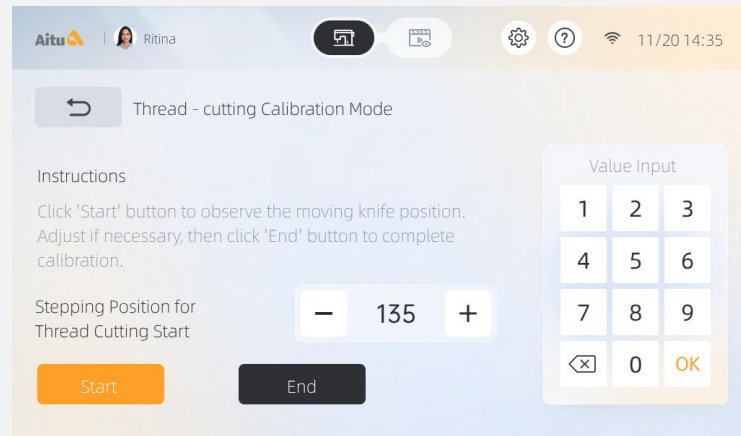 Aitu
Ritina
11/20 14:35
Thread - cutting Calibration Mode
Instructions
Click 'Start' button to observe the moving knife position.
Adjust if necessary, then click 'End' button to complete
calibration.
Stepping Position for
Thread Cutting Start
− 135 +
Start
End
Value Input
1 2 3
4 5 6
7 8 9
0 OK